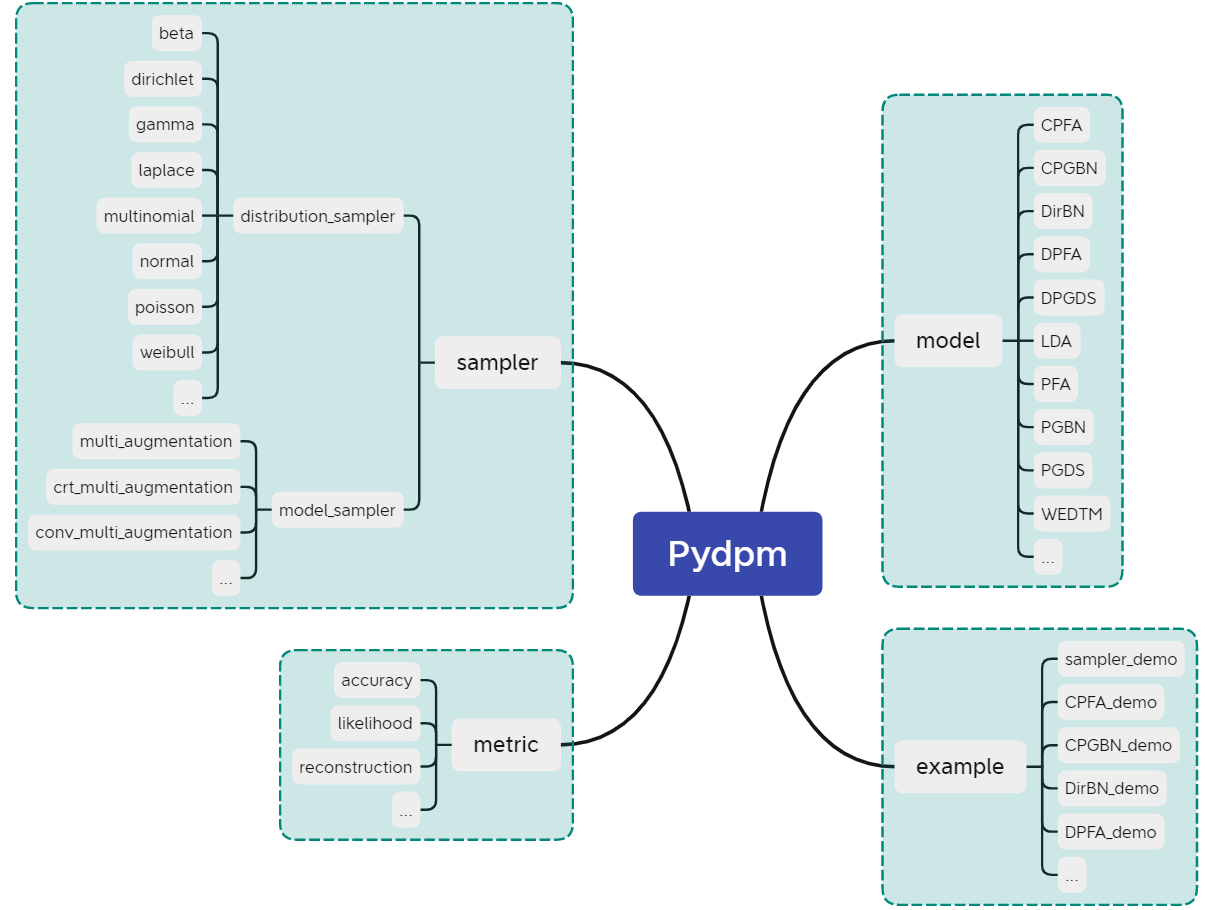 beta
dirichlet
gamma
laplace
multinomial
normal
poisson
weibull
...
distribution_sampler
multi_augmentation
crt_multi_augmentation
conv_multi_augmentation
...
model_sampler
sampler
accuracy
likelihood
reconstruction
...
metric
Pydpm
model
CPFA
CPGBN
DirBN
DPFA
DPGDS
LDA
PFA
PGBN
PGDS
WEDTM
...
example
sampler_demo
CPFA_demo
CPGBN_demo
DirBN_demo
DPFA_demo
...